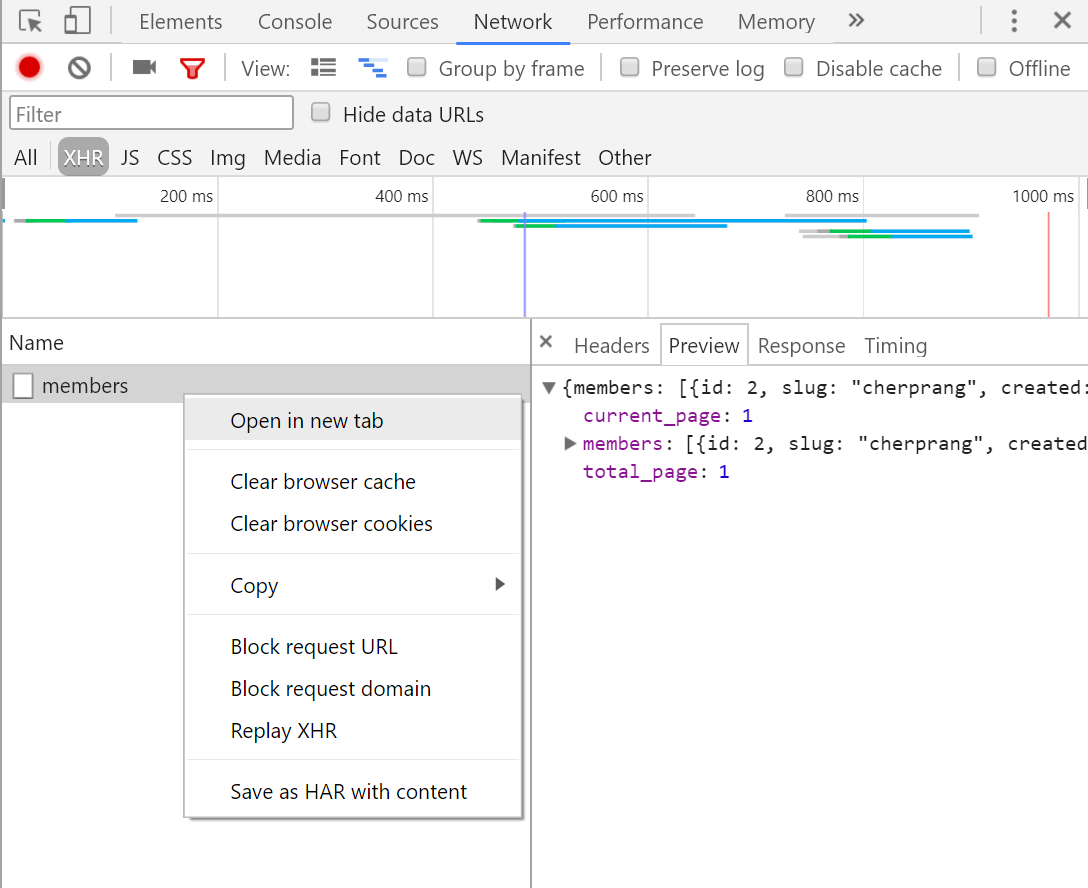 Elements Console Sources Network Performance Memory »
View: Group by frame Preserve log Disable cache Offline
Filter Hide data URLs
All XHR JS CSS Img Media Font Doc WS Manifest Other
200 ms 400 ms 600 ms 800 ms 1000 ms
Name
members
Open in new tab
Clear browser cache
Clear browser cookies
Copy
Block request URL
Block request domain
Replay XHR
Save as HAR with content
Headers Preview Response Timing
{members: [{id: 2, slug: "cherprang", created:
current_page: 1
members: [{id: 2, slug: "cherprang", created
total_page: 1